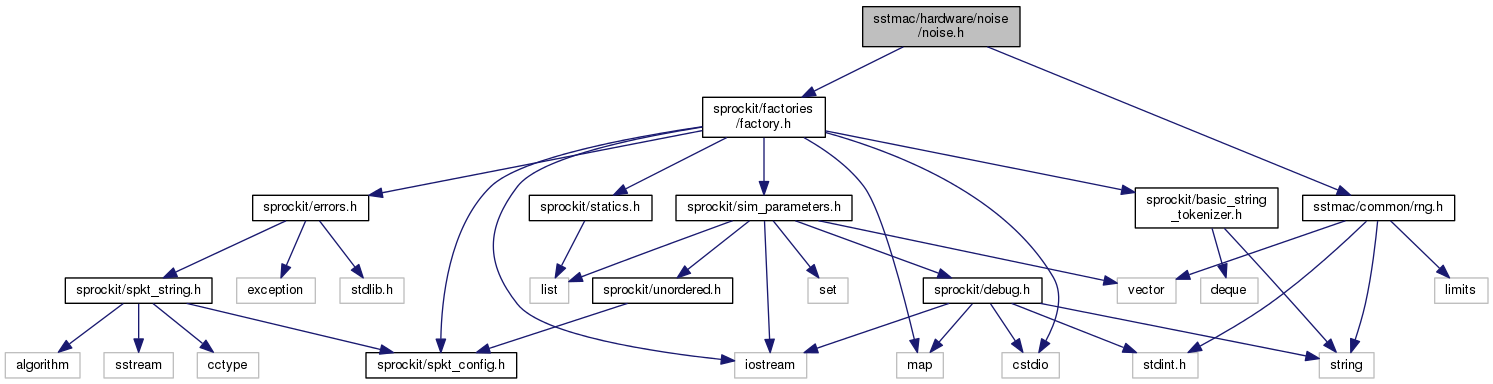 sstmac/hardware/noise
/noise.h
sprockit/factories
/factory.h
sprockit/errors.h
sprockit/statics.h
sprockit/sim_parameters.h
sprockit/basic_string
_tokenizer.h
sstmac/common/rng.h
sprockit/spkt_string.h
exception
stdlib.h
list
sprockit/unordered.h
set
sprockit/debug.h
vector
deque
limits
algorithm
sstream
cctype
sprockit/spkt_config.h
iostream
map
cstdio
stdint.h
string